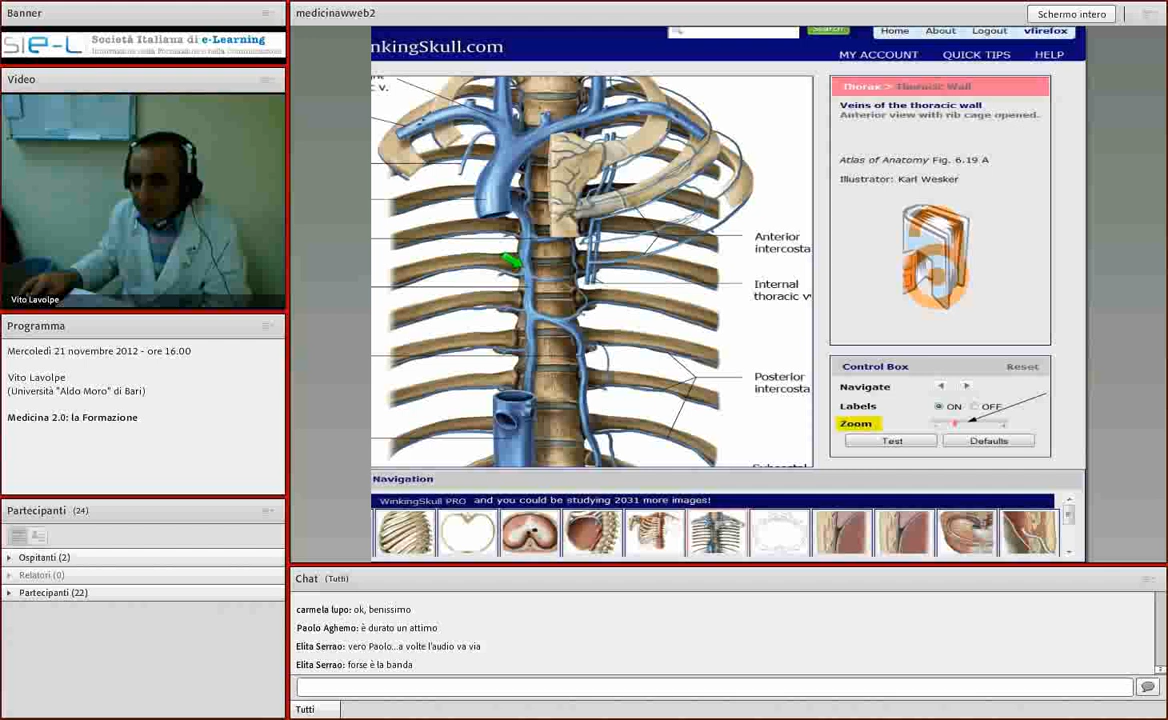 Banner
medicinawweb2
Schermo intero
sie-L Società Italiana di e-Learning
Video
Vito Lavolpe
Programma
Mercoledì 21 novembre 2012 - ore 16.00
Vito Lavolpe
(Università "Aldo Moro" di Bari)
Medicina 2.0: la Formazione
Partecipanti (24)
Ospitanti (2)
Relatori (0)
Partecipanti (22)
nkingSkull.com
Home About Logout vfirefox
MY ACCOUNT QUICK TIPS HELP
c v.
Anterior
intercosta
Internal
thoracic v
Posterior
intercosta
Thorax > Thoracic Wall
Veins of the thoracic wall
Anterior view with rib cage opened.
Atlas of Anatomy Fig. 6.19 A
Illustrator: Karl Wesker
Control Box Reset
Navigate
Labels ON OFF
Zoom
Test Defaults
Navigation
WinkingSkull PRO and you could be studying 2031 more images!
Chat (Tutti)
carmela lupo: ok, benissimo
Paolo Aghemo: è durato un attimo
Elita Serrao: vero Paolo...a volte l'audio va via
Elita Serrao: forse è la banda
Tutti